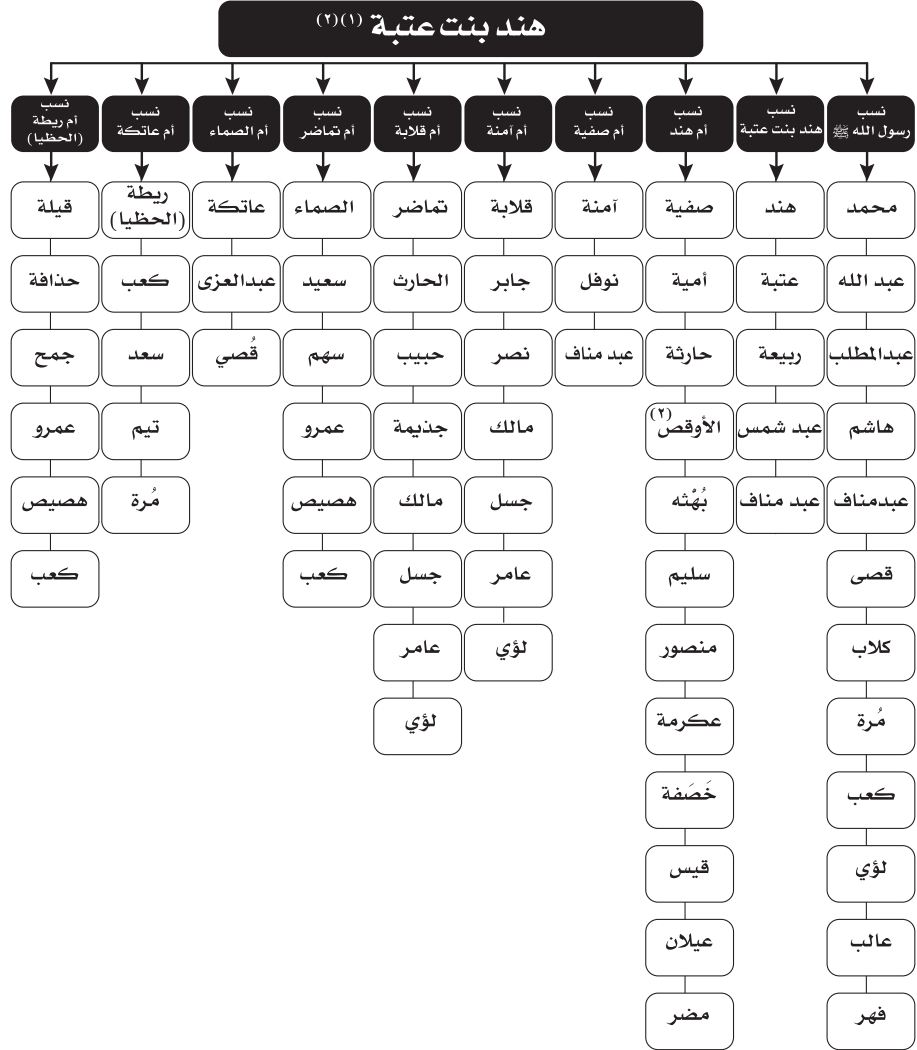 هند بنت عتبة (١)(٢)
نسب
رسول الله ﷺ
محمد
عبد الله
عبدالمطلب
هاشم
عبدمناف
قصى
كلاب
مُرة
كعب
لؤي
عالب
فهر
نسب
هند بنت عتبة
هند
عتبة
ربيعة
عبد شمس
عبد مناف
نسب
أم هند
صفية
أمية
حارثة
الأوقص (٢)
بُهْثه
سليم
منصور
عكرمة
خَصَفة
قيس
عيلان
مضر
نسب
أم صفية
آمنة
نوفل
عبد مناف
نسب
أم آمنة
قلابة
جابر
نصر
مالك
جسل
عامر
لؤي
نسب
أم قلابة
تماضر
الحارث
حبيب
جذيمة
مالك
جسل
عامر
لؤي
نسب
أم تماضر
الصماء
سعيد
سهم
عمرو
هصيص
كعب
نسب
أم الصماء
عاتكة
عبدالعزى
قُصي
نسب
أم عاتكة
ريطة
(الحظيا)
كعب
سعد
تيم
مُرة
نسب
أم ريطة
(الحظيا)
قيلة
حذافة
جمح
عمرو
هصيص
كعب